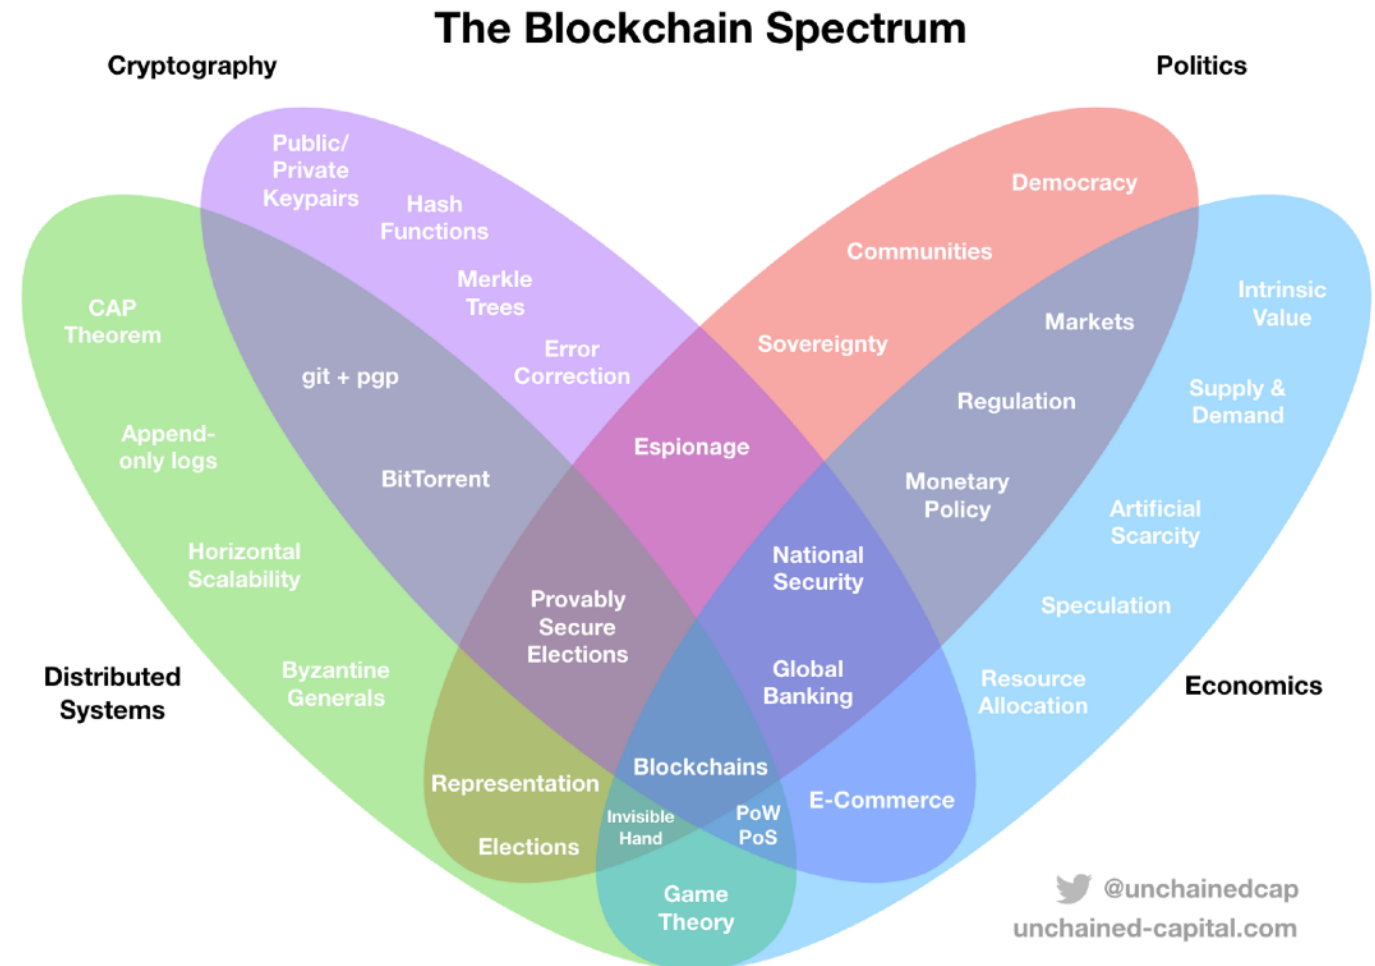 The Blockchain Spectrum
Cryptography
Politics
Public/
Private
Keypairs
Hash
Functions
Merkle
Trees
Error
Correction
Democracy
Communities
Sovereignty
Intrinsic
Value
Markets
Supply &
Demand
Regulation
Monetary
Policy
Artificial
Scarcity
Speculation
Resource
Allocation
CAP
Theorem
git + pgp
Append-
only logs
BitTorrent
Horizontal
Scalability
Byzantine
Generals
Espionage
National
Security
Provably
Secure
Elections
Global
Banking
Distributed
Systems
Economics
Representation
Elections
Blockchains
Invisible
Hand
PoW
PoS
E-Commerce
Game
Theory
@unchainedcap
unchained-capital.com